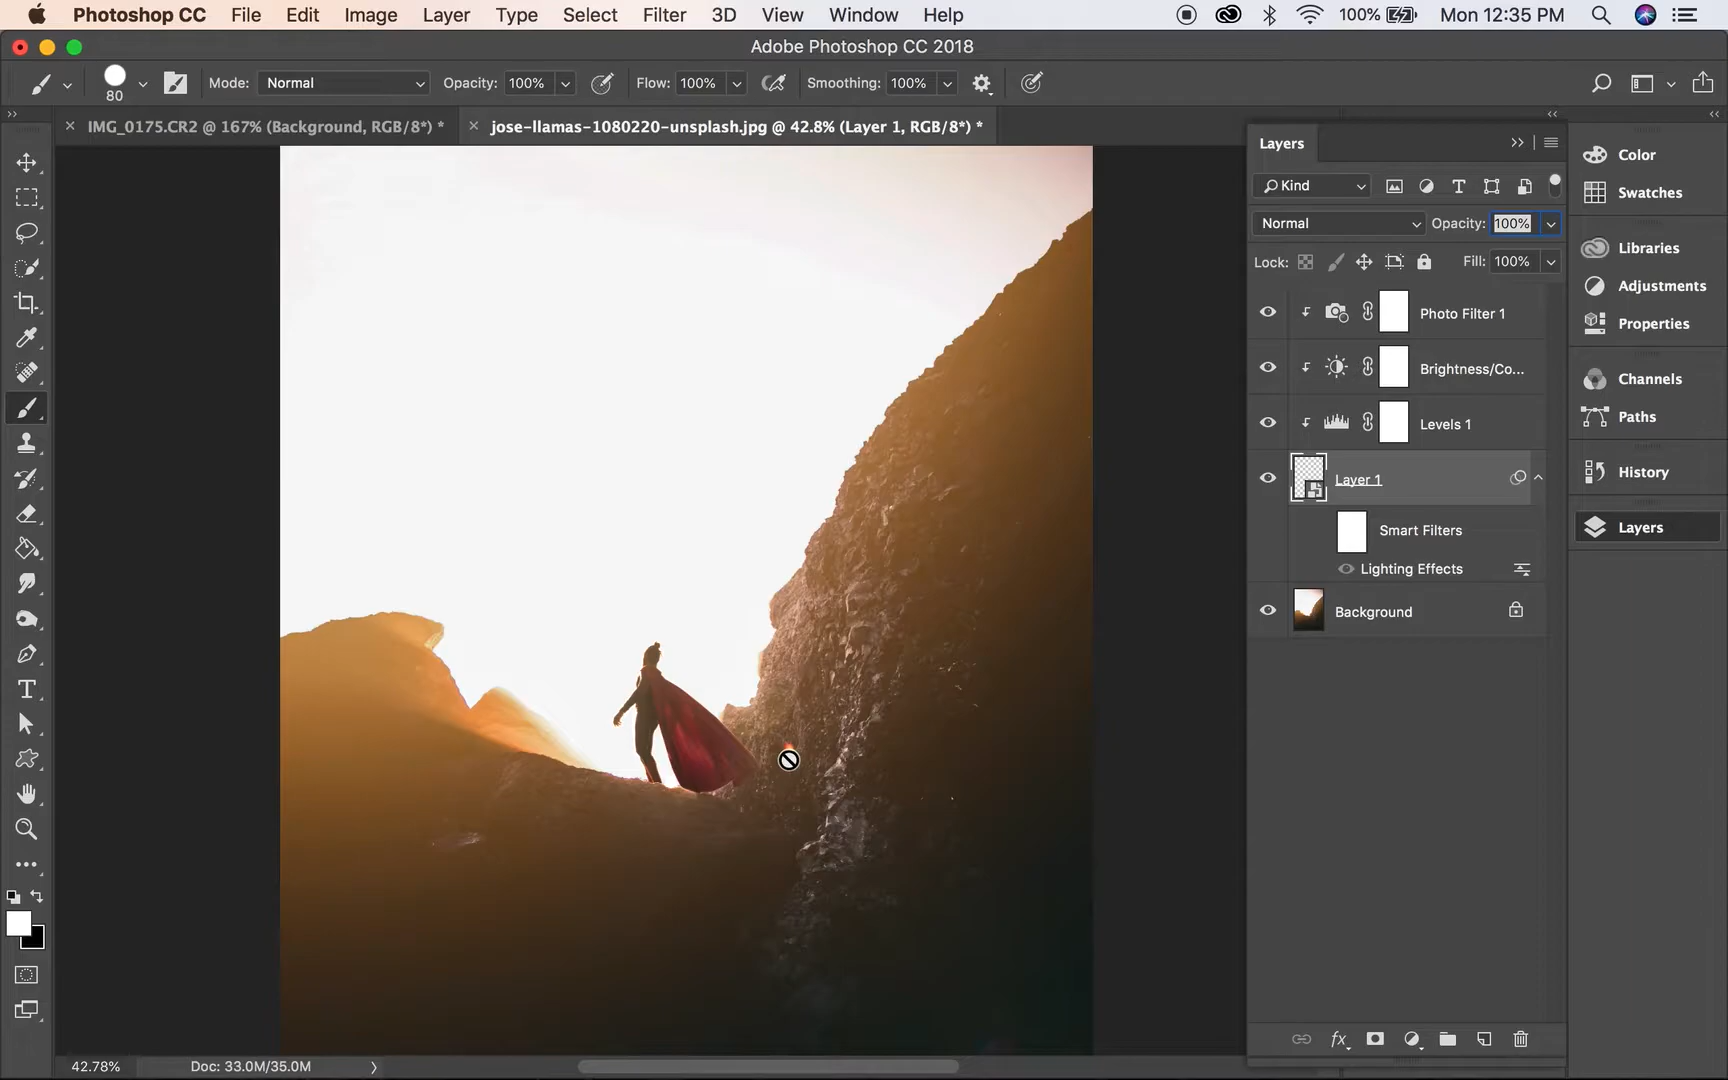 Photoshop CC File Edit Image Layer Type Select Filter 3D View Window Help 100% Mon 12:35 PM
Adobe Photoshop CC 2018
80 Mode: Normal Opacity: 100% Flow: 100% Smoothing: 100%
IMG_0175.CR2 @ 167% (Background, RGB/8*) * jose-llamas-1080220-unsplash.jpg @ 42.8% (Layer 1, RGB/8*) *
Layers
Kind
Normal Opacity: 100%
Lock: Fill: 100%
Photo Filter 1
Brightness/Co...
Levels 1
Layer 1
Smart Filters
Lighting Effects
Background
Color
Swatches
Libraries
Adjustments
Properties
Channels
Paths
History
Layers
42.78% Doc: 33.0M/35.0M